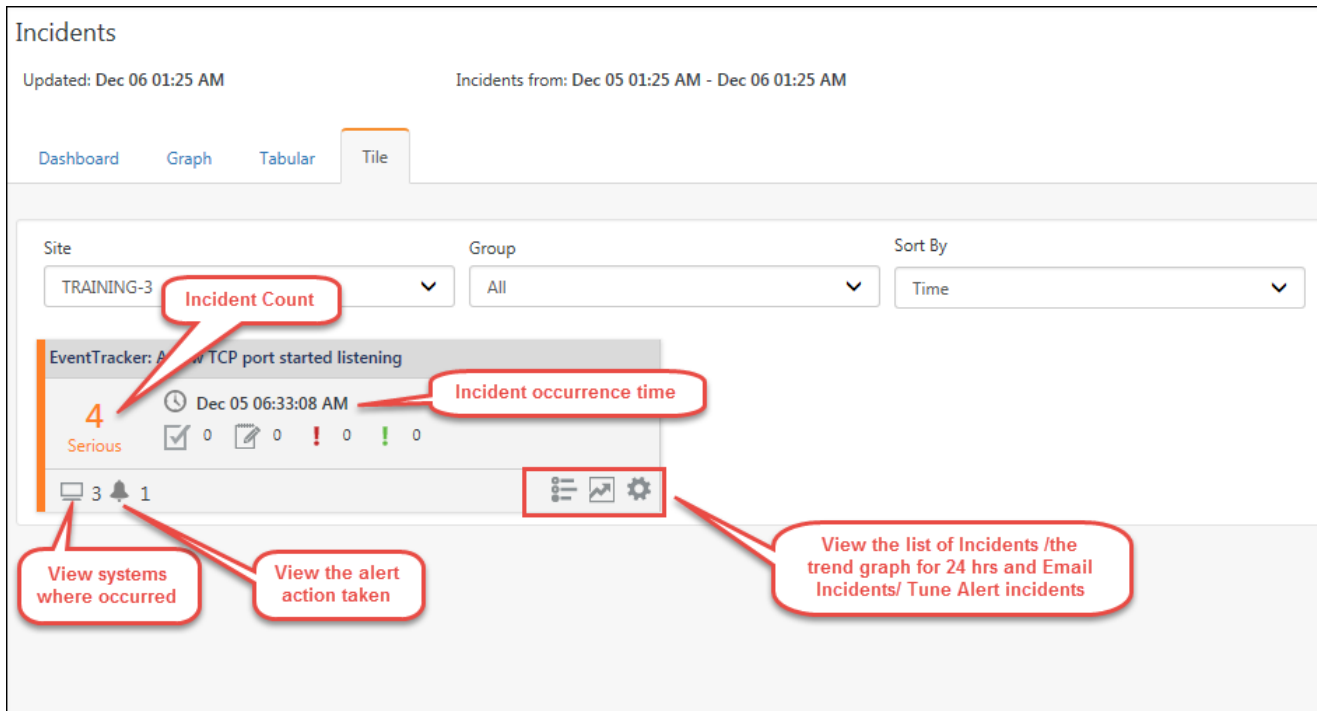 Incidents
Updated: Dec 06 01:25 AM Incidents from: Dec 05 01:25 AM - Dec 06 01:25 AM
Dashboard Graph Tabular Tile
Site Group Sort By
TRAINING-3 All Time
Incident Count
EventTracker: A TCP port started listening
Incident occurrence time
4 Dec 05 06:33:08 AM
Serious 0 0 0 0
3 1
View systems
where occurred
View the alert
action taken
View the list of Incidents /the
trend graph for 24 hrs and Email
Incidents/ Tune Alert incidents